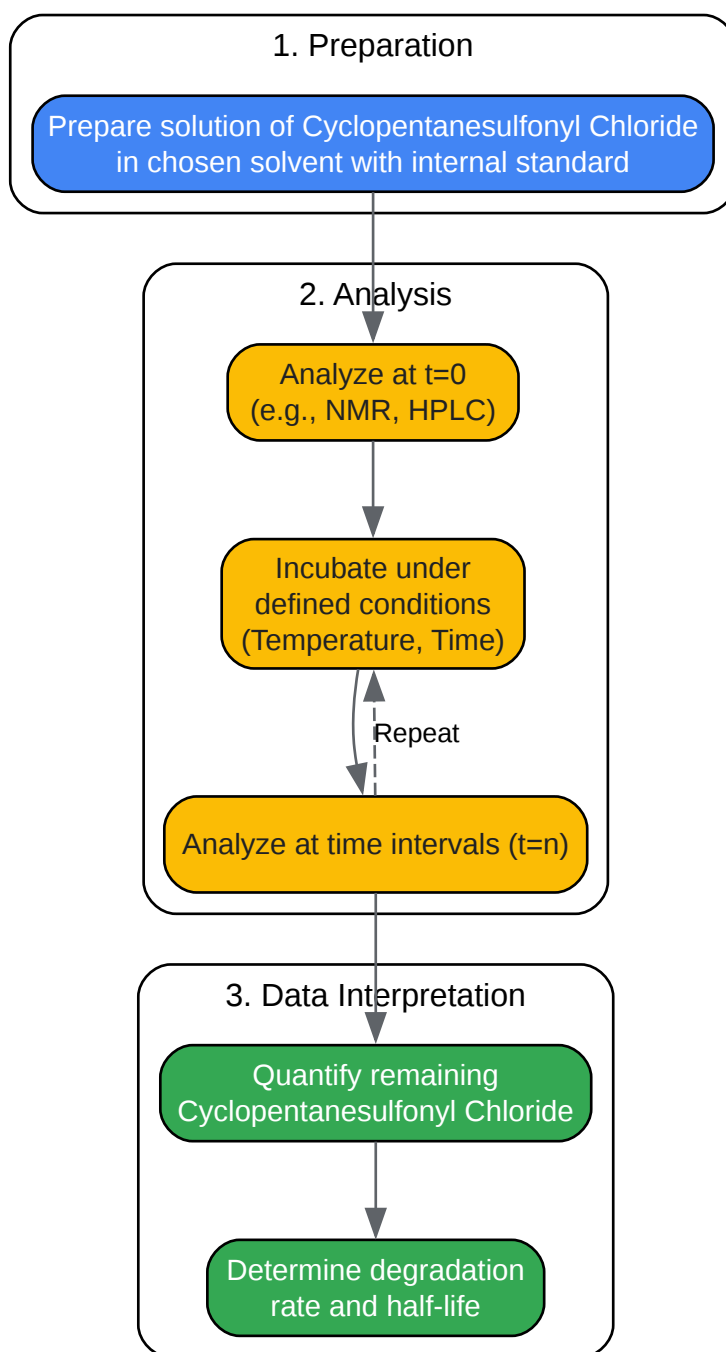 1. Preparation
Prepare solution of Cyclopentanesulfonyl Chloride
in chosen solvent with internal standard
2. Analysis
Analyze at t=0
(e.g., NMR, HPLC)
Incubate under
defined conditions
(Temperature, Time)
Repeat
Analyze at time intervals (t=n)
3. Data Interpretation
Quantify remaining
Cyclopentanesulfonyl Chloride
Determine degradation
rate and half-life